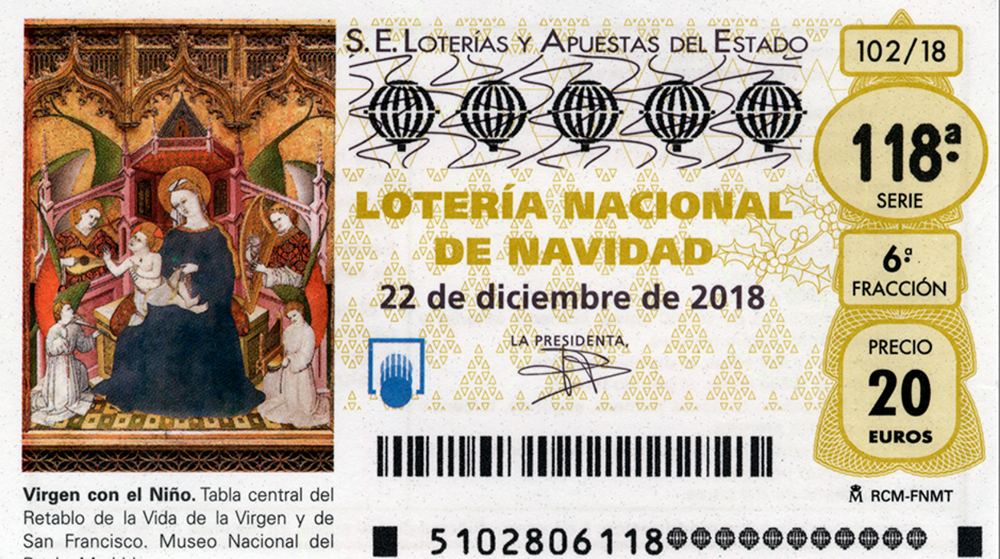 S. E. LOTERÍAS Y APUESTAS DEL ESTADO
102/18
118ª
SERIE
LOTERÍA NACIONAL
DE NAVIDAD
6ª
FRACCIÓN
22 de diciembre de 2018
LA PRESIDENTA,
PRECIO
20
EUROS
RCM-FNMT
Virgen con el Niño. Tabla central del
Retablo de la Vida de la Virgen y de
San Francisco. Museo Nacional del
5102806118